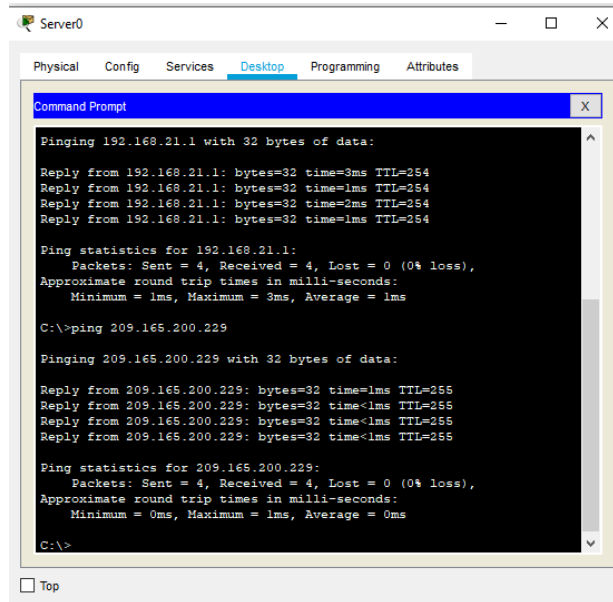 Server0
Physical Config Services Desktop Programming Attributes
Command Prompt X
Pinging 192.168.21.1 with 32 bytes of data:
Reply from 192.168.21.1: bytes=32 time=3ms TTL=254
Reply from 192.168.21.1: bytes=32 time=1ms TTL=254
Reply from 192.168.21.1: bytes=32 time=2ms TTL=254
Reply from 192.168.21.1: bytes=32 time=1ms TTL=254
Ping statistics for 192.168.21.1:
Packets: Sent = 4, Received = 4, Lost = 0 (0% loss),
Approximate round trip times in milli-seconds:
Minimum = 1ms, Maximum = 3ms, Average = 1ms
C:\>ping 209.165.200.229
Pinging 209.165.200.229 with 32 bytes of data:
Reply from 209.165.200.229: bytes=32 time=1ms TTL=255
Reply from 209.165.200.229: bytes=32 time<1ms TTL=255
Reply from 209.165.200.229: bytes=32 time<1ms TTL=255
Reply from 209.165.200.229: bytes=32 time<1ms TTL=255
Ping statistics for 209.165.200.229:
Packets: Sent = 4, Received = 4, Lost = 0 (0% loss),
Approximate round trip times in milli-seconds:
Minimum = 0ms, Maximum = 1ms, Average = 0ms
C:\>
Top